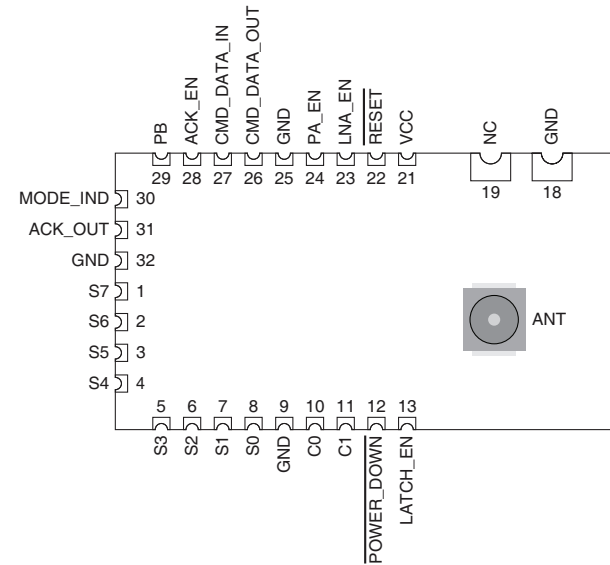 PB
ACK_EN
CMD_DATA_IN
CMD_DATA_OUT
GND
PA_EN
LNA_EN
RESET
VCC
NC
GND
29 28 27 26 25 24 23 22 21 19 18
MODE_IND 30
ACK_OUT 31
GND 32
S7 1
S6 2
S5 3
S4 4
ANT
5 6 7 8 9 10 11 12 13
S3
S2
S1
S0
GND
C0
C1
POWER_DOWN
LATCH_EN